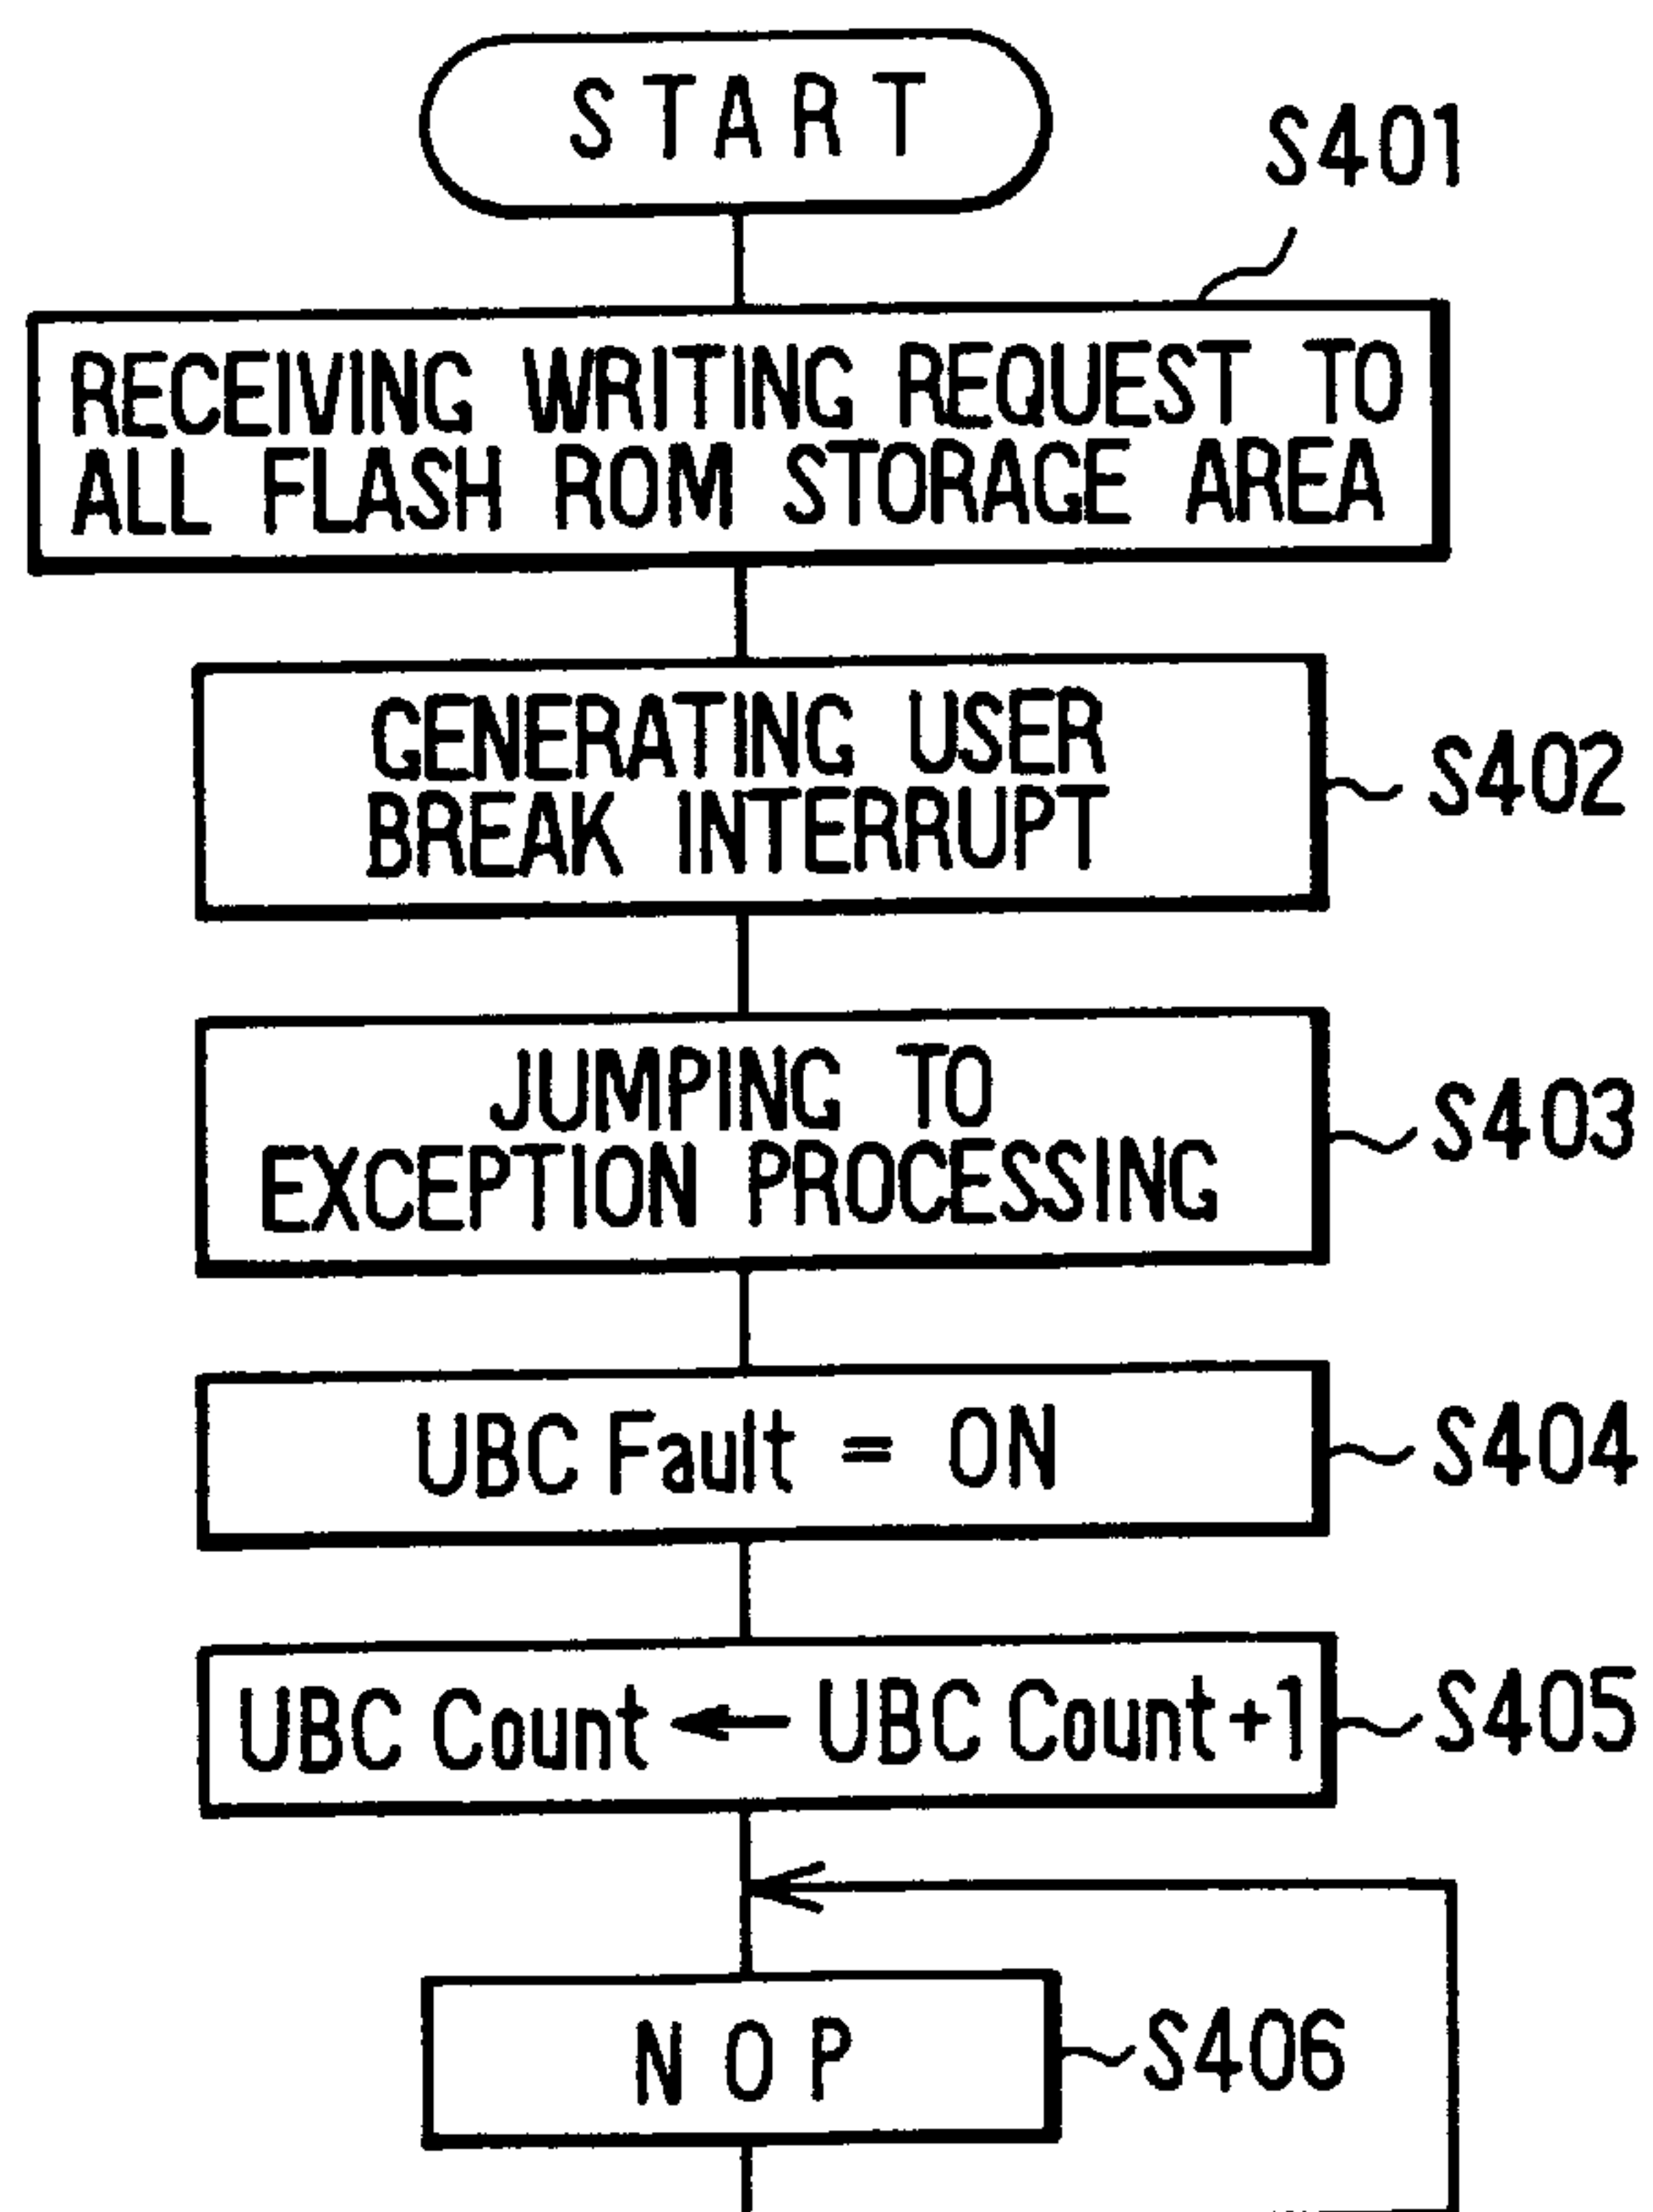 START
S401
RECEIVING WRITING REQUEST TO
ALL FLASH ROM STORAGE AREA
GENERATING USER
BREAK INTERRUPT
S402
JUMPING TO
EXCEPTION PROCESSING
S403
UBC Fault = ON
S404
UBC Count ← UBC Count+1
S405
NOP
S406